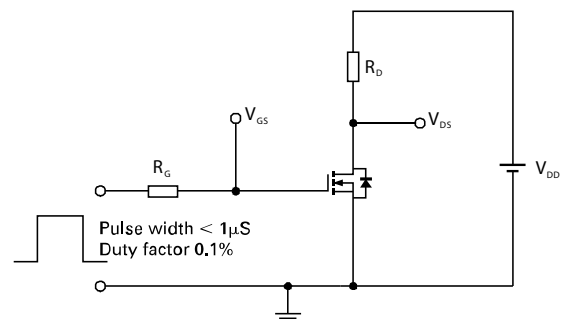 R_D
V_GS
V_DS
R_G
V_DD
Pulse width < 1μS
Duty factor 0.1%